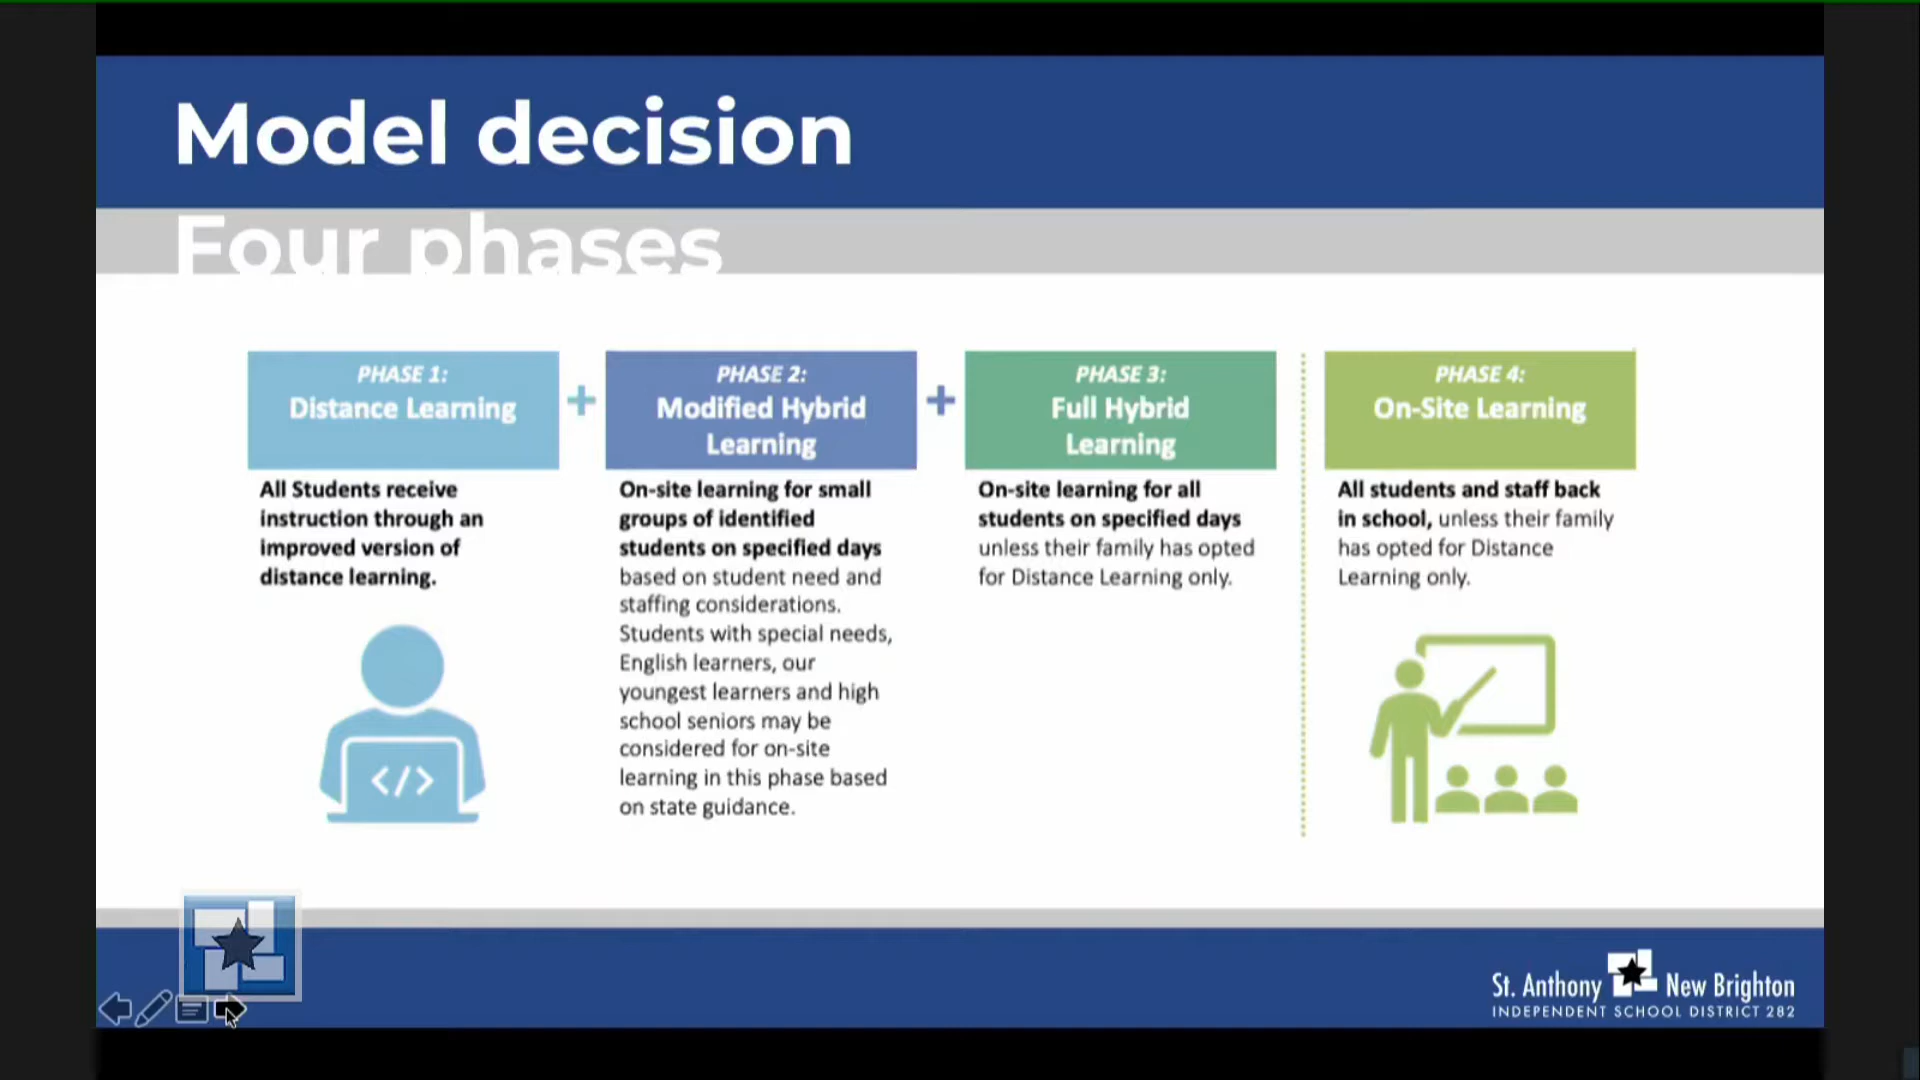 Model decision
Four phases
PHASE 1:
Distance Learning
All Students receive
instruction through an
improved version of
distance learning.
</>
+
PHASE 2:
Modified Hybrid
Learning
On-site learning for small
groups of identified
students on specified days
based on student need and
staffing considerations.
Students with special needs,
English learners, our
youngest learners and high
school seniors may be
considered for on-site
learning in this phase based
on state guidance.
+
PHASE 3:
Full Hybrid
Learning
On-site learning for all
students on specified days
unless their family has opted
for Distance Learning only.
PHASE 4:
On-Site Learning
All students and staff back
in school, unless their family
has opted for Distance
Learning only.
St. Anthony New Brighton
INDEPENDENT SCHOOL DISTRICT 282